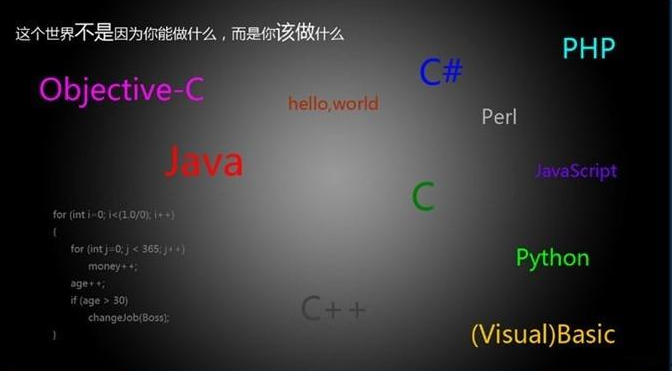 这个世界不是因为你能做什么，而是你该做什么
PHP
C#
Objective-C
hello,world
Perl
Java
JavaScript
C
for (int i=0; i<(1.0/0); i++)
{
for (int j=0; j < 365; j++)
money++;
age++;
if (age > 30)
changeJob(Boss);
}
Python
C++
(Visual)Basic